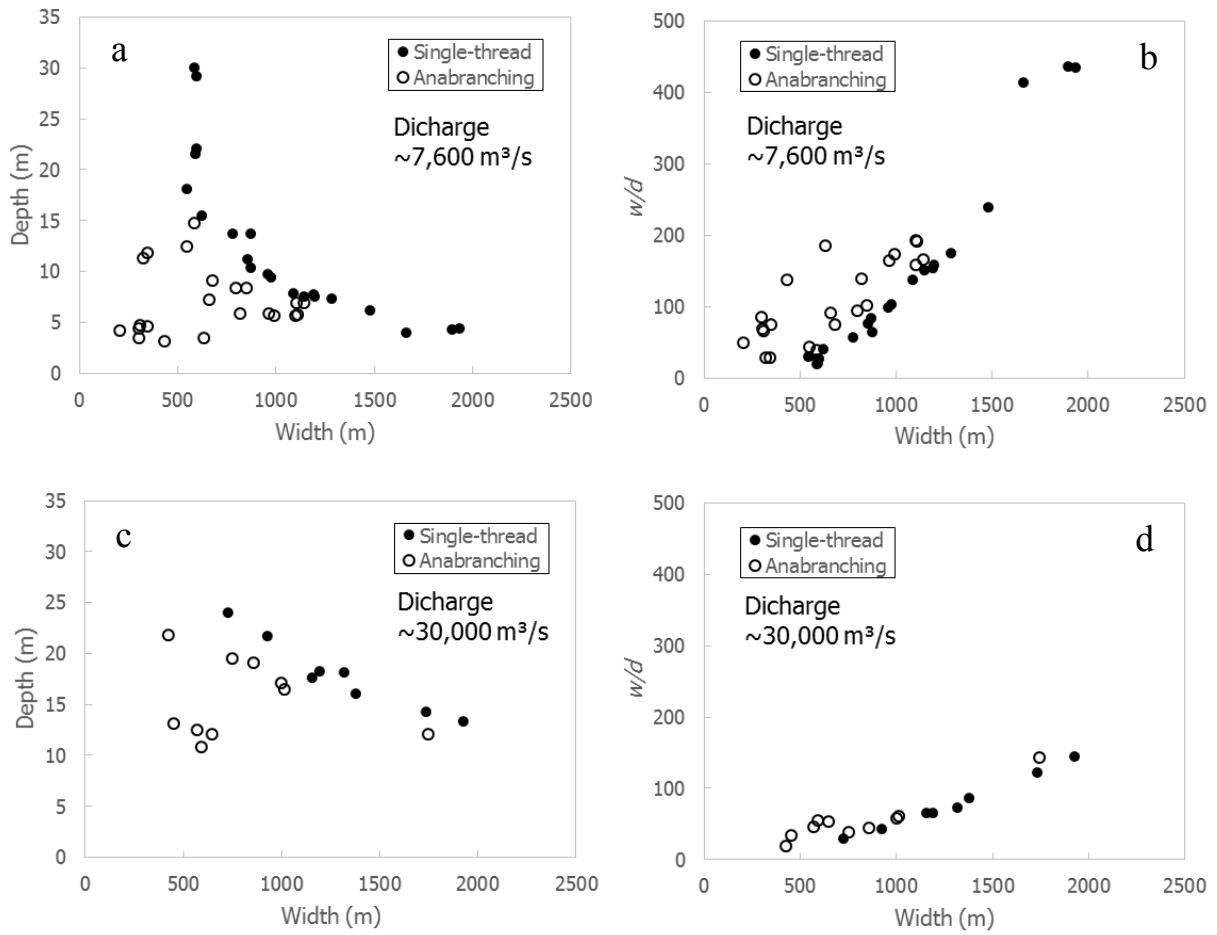 a
Single-thread
Anabranching
Dicharge
~7,600 m³/s
35
30
25
20
15
10
5
0
Depth (m)
0 500 1000 1500 2000 2500
Width (m)
b
Single-thread
Anabranching
Dicharge
~7,600 m³/s
500
400
300
200
100
0
w/d
0 500 1000 1500 2000 2500
Width (m)
c
Single-thread
Anabranching
Dicharge
~30,000 m³/s
35
30
25
20
15
10
5
0
Depth (m)
0 500 1000 1500 2000 2500
Width (m)
d
Single-thread
Anabranching
Dicharge
~30,000 m³/s
500
400
300
200
100
0
w/d
0 500 1000 1500 2000 2500
Width (m)